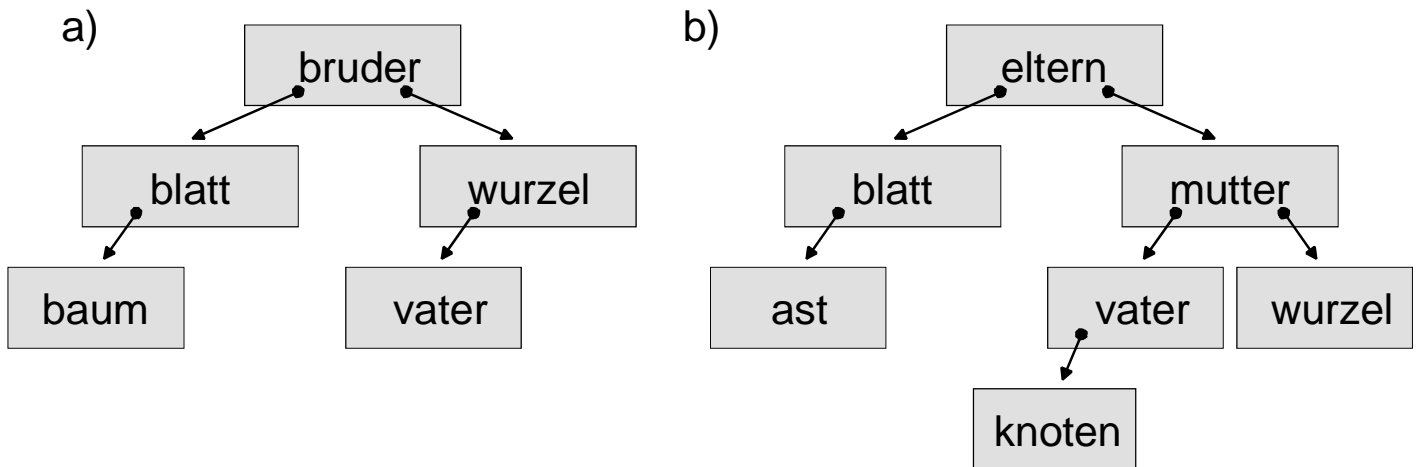 a)
bruder
blatt wurzel
baum vater
b)
eltern
blatt mutter
ast vater wurzel
knoten